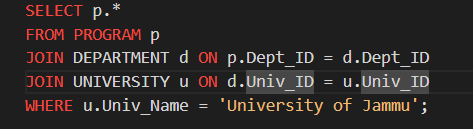 SELECT p.*
FROM PROGRAM p
JOIN DEPARTMENT d ON p.Dept_ID = d.Dept_ID
JOIN UNIVERSITY u ON d.Univ_ID = u.Univ_ID
WHERE u.Univ_Name = 'University of Jammu';